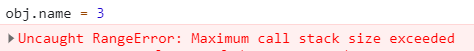 obj.name = 3
Uncaught RangeError: Maximum call stack size exceeded